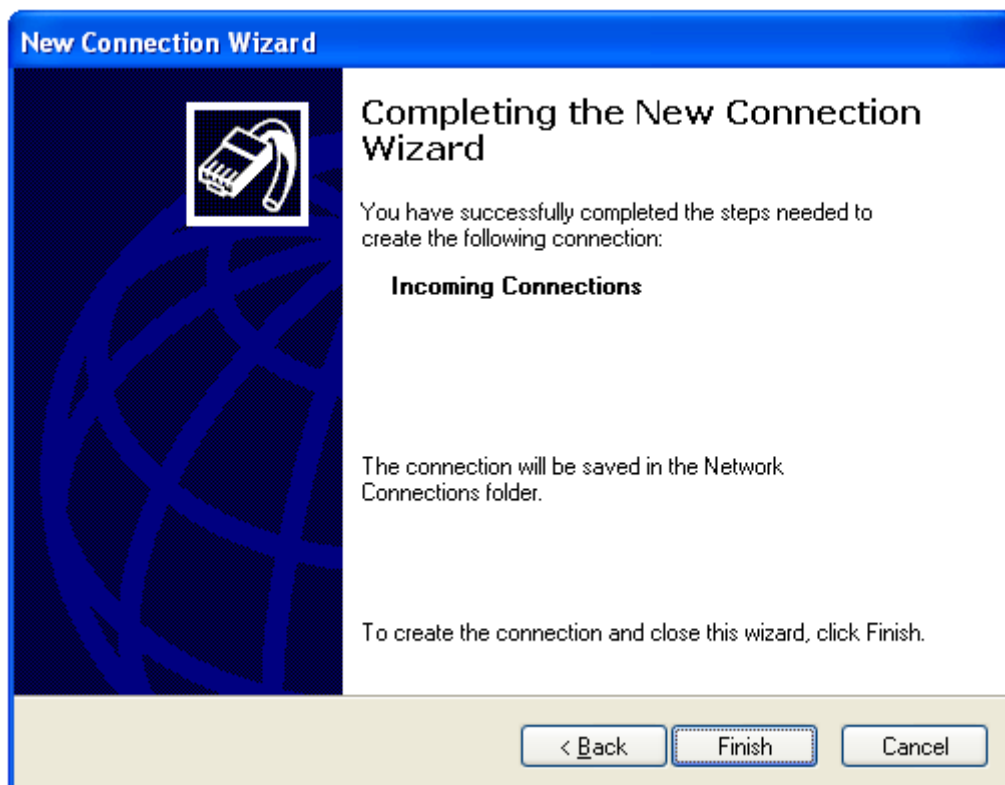 New Connection Wizard
Completing the New Connection
Wizard
You have successfully completed the steps needed to
create the following connection:
Incoming Connections
The connection will be saved in the Network
Connections folder.
To create the connection and close this wizard, click Finish.
< Back
Finish
Cancel